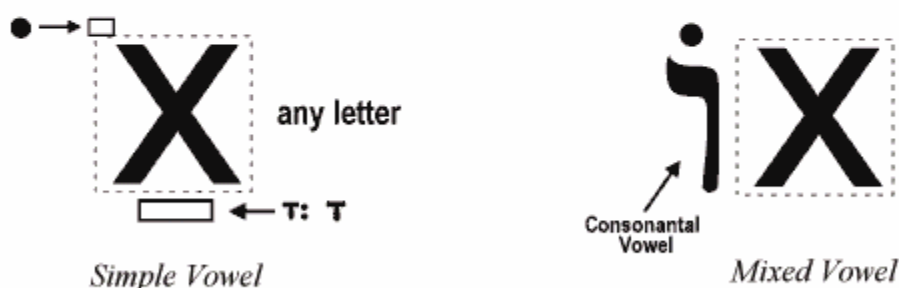 X
any letter
ֳ ָ
Simple Vowel
וֹ X
Consonantal
Vowel
Mixed Vowel